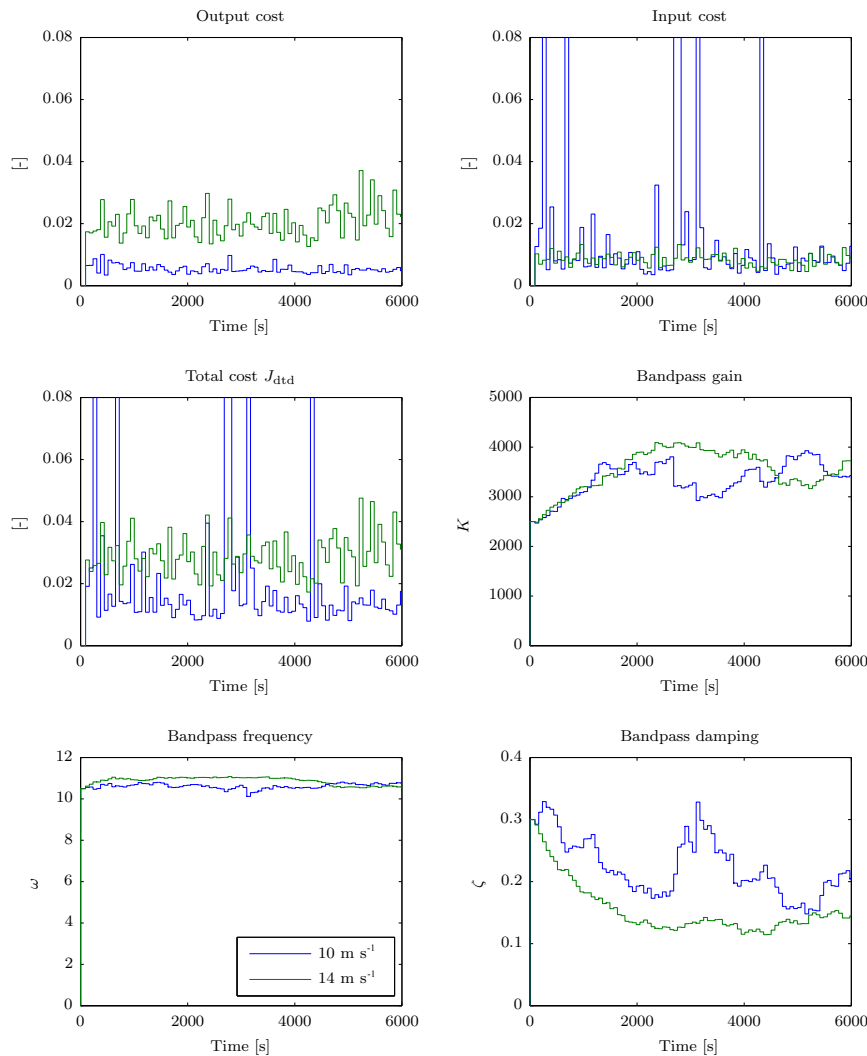 Output cost
0.08
0.06
0.04
0.02
0
[-]
0 2000 4000 6000
Time [s]
Input cost
0.08
0.06
0.04
0.02
0
[-]
0 2000 4000 6000
Time [s]
Total cost J_dtd
0.08
0.06
0.04
0.02
0
[-]
0 2000 4000 6000
Time [s]
Bandpass gain
5000
4000
3000
2000
1000
0
K
0 2000 4000 6000
Time [s]
Bandpass frequency
12
10
8
6
4
2
0
ω
10 m s⁻¹
14 m s⁻¹
0 2000 4000 6000
Time [s]
Bandpass damping
0.4
0.3
0.2
0.1
0
ζ
0 2000 4000 6000
Time [s]